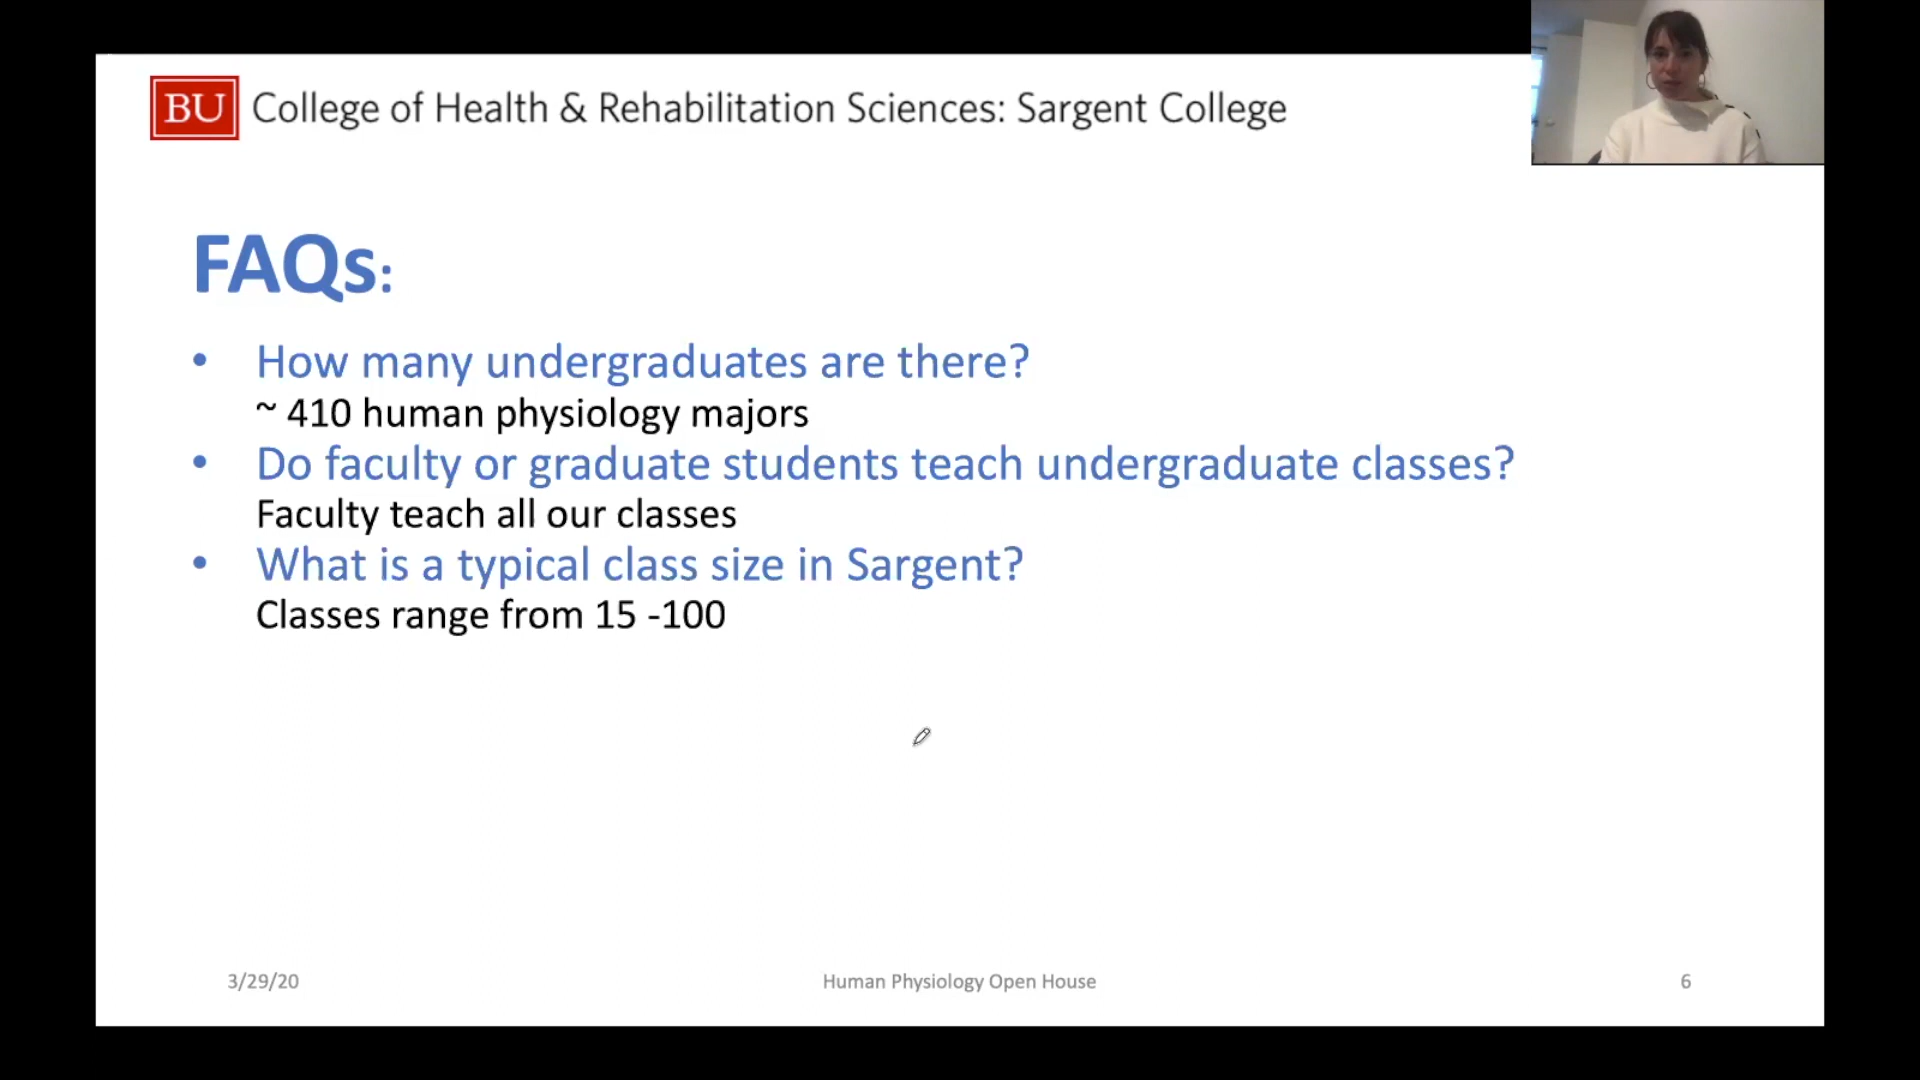 BU College of Health & Rehabilitation Sciences: Sargent College
FAQs:
• How many undergraduates are there?
~ 410 human physiology majors
• Do faculty or graduate students teach undergraduate classes?
Faculty teach all our classes
• What is a typical class size in Sargent?
Classes range from 15 -100
3/29/20 Human Physiology Open House 6